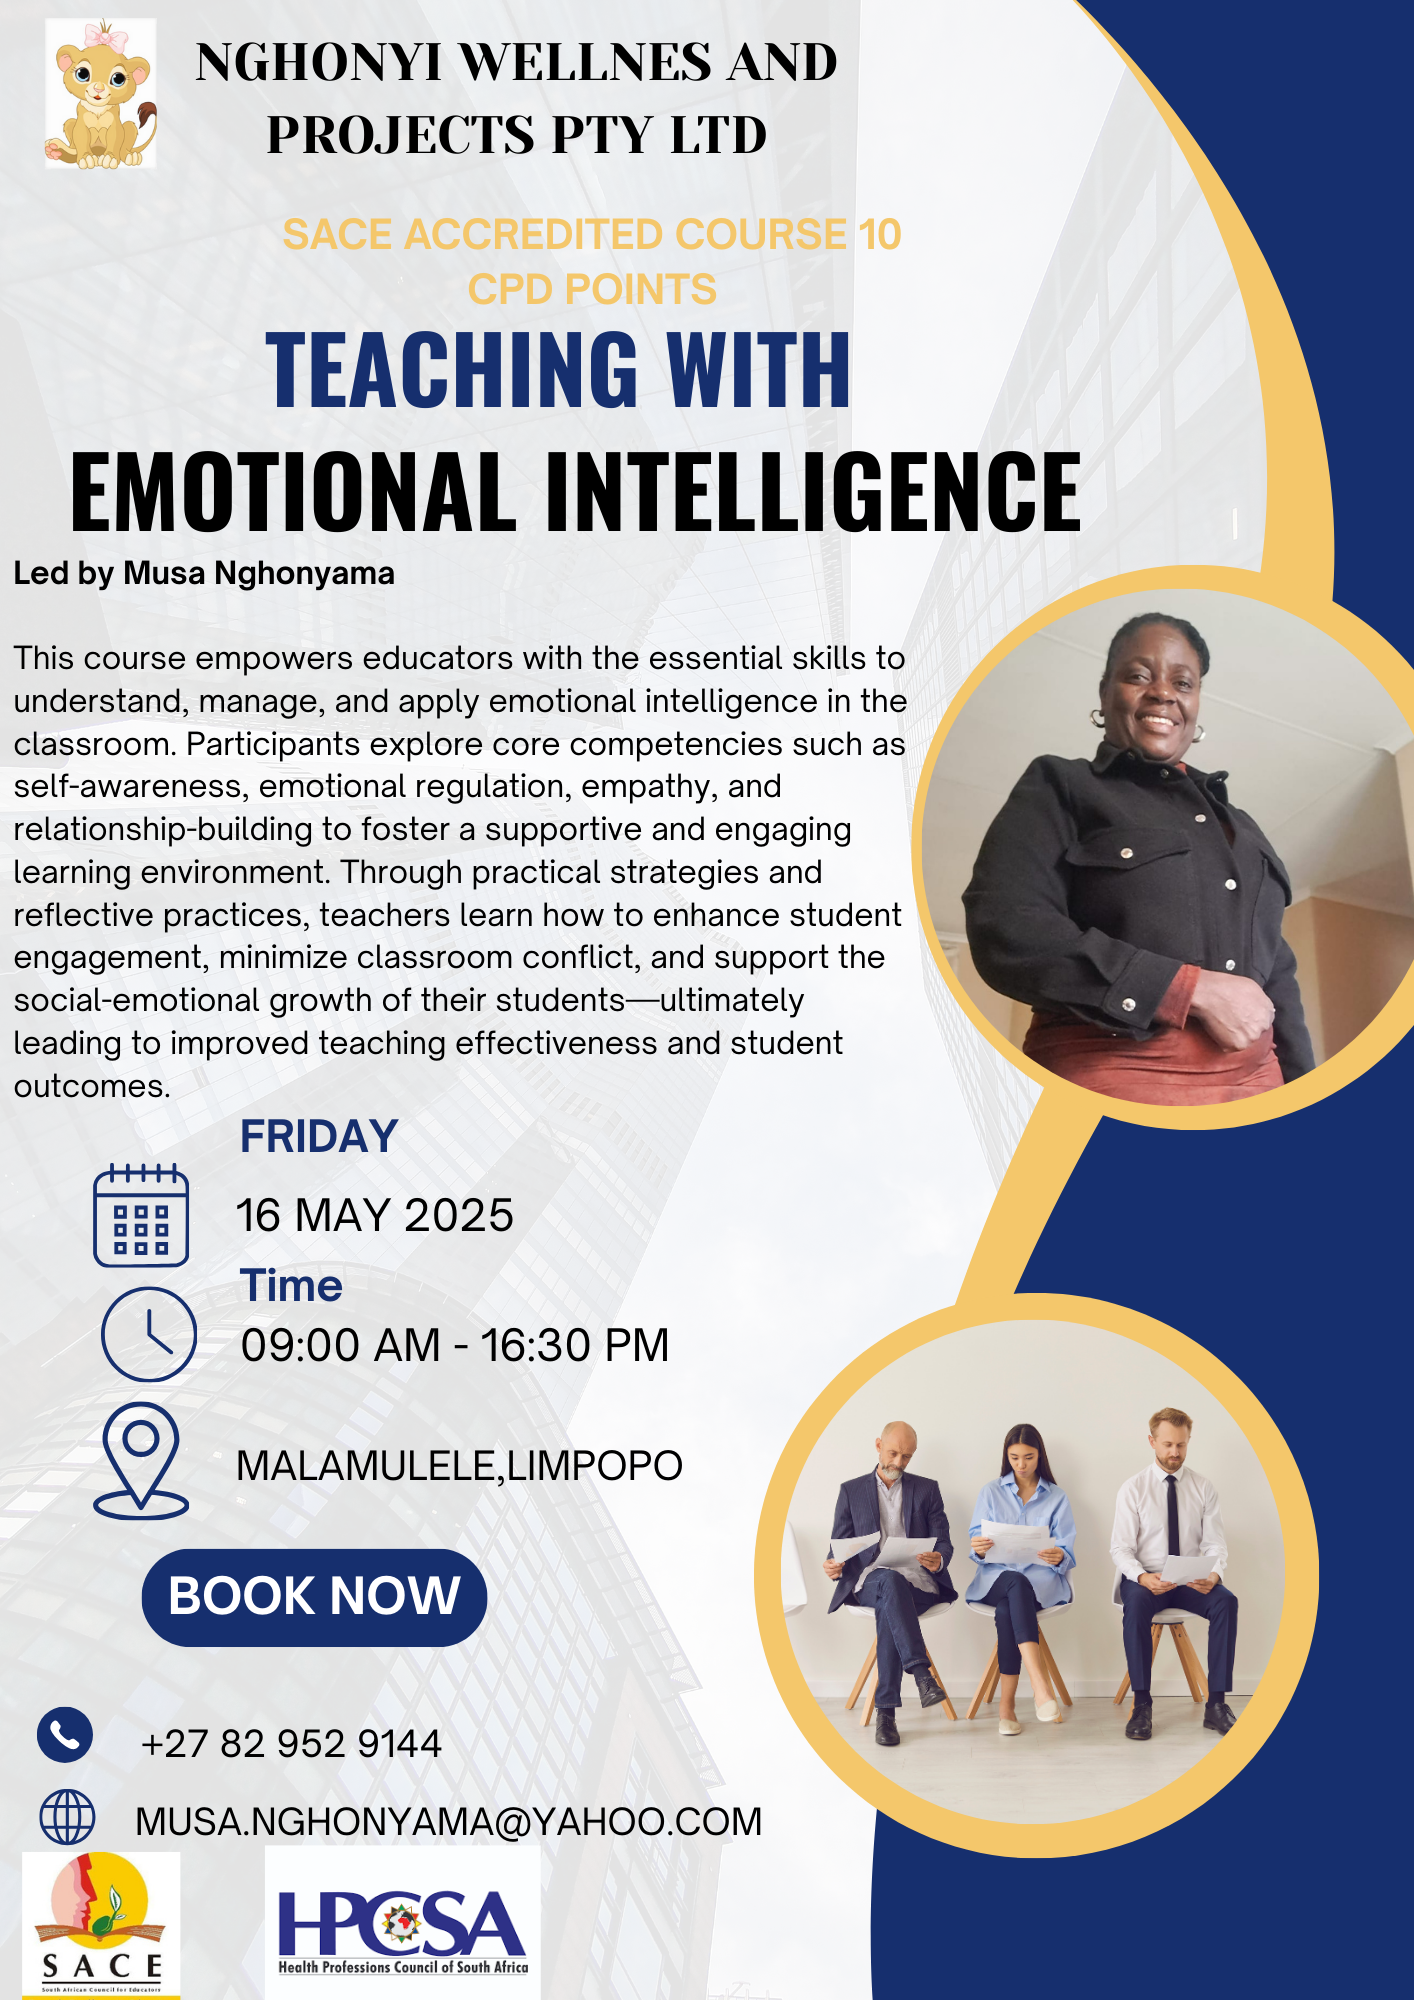 NGHONYI WELLNES AND
PROJECTS PTY LTD
SACE ACCREDITED COURSE 10
CPD POINTS
TEACHING WITH
EMOTIONAL INTELLIGENCE
Led by Musa Nghonyama
This course empowers educators with the essential skills to
understand, manage, and apply emotional intelligence in the
classroom. Participants explore core competencies such as
self-awareness, emotional regulation, empathy, and
relationship-building to foster a supportive and engaging
learning environment. Through practical strategies and
reflective practices, teachers learn how to enhance student
engagement, minimize classroom conflict, and support the
social-emotional growth of their students—ultimately
leading to improved teaching effectiveness and student
outcomes.
FRIDAY
16 MAY 2025
Time
09:00 AM - 16:30 PM
MALAMULELE,LIMPOPO
BOOK NOW
+27 82 952 9144
MUSA.NGHONYAMA@YAHOO.COM
SACE
South African Council for Educators
HPCSA
Health Professions Council of South Africa